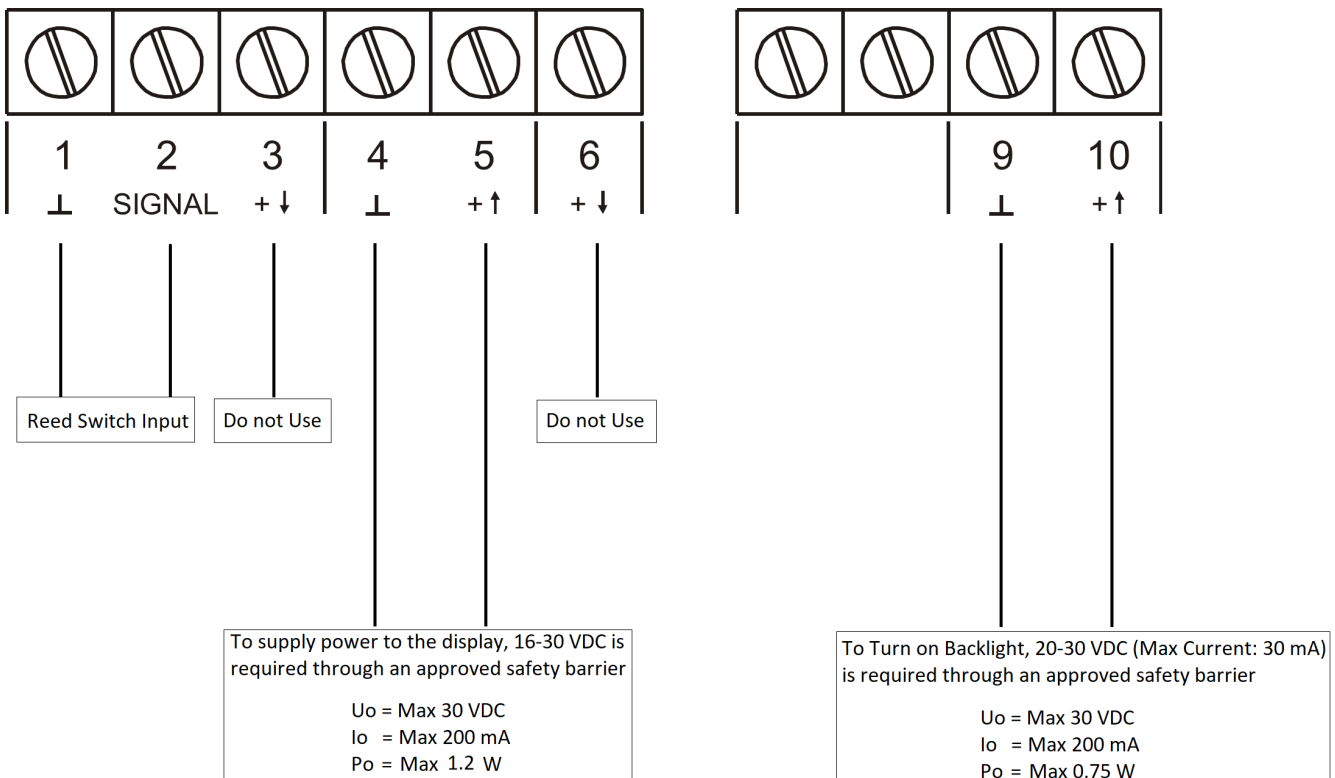 1 2 3 4 5 6
⊥ SIGNAL +↓ ⊥ +↑ +↓
9 10
⊥ +↑
Reed Switch Input
Do not Use
Do not Use
To supply power to the display, 16-30 VDC is
required through an approved safety barrier
Uo = Max 30 VDC
Io = Max 200 mA
Po = Max 1.2 W
To Turn on Backlight, 20-30 VDC (Max Current: 30 mA)
is required through an approved safety barrier
Uo = Max 30 VDC
Io = Max 200 mA
Po = Max 0.75 W